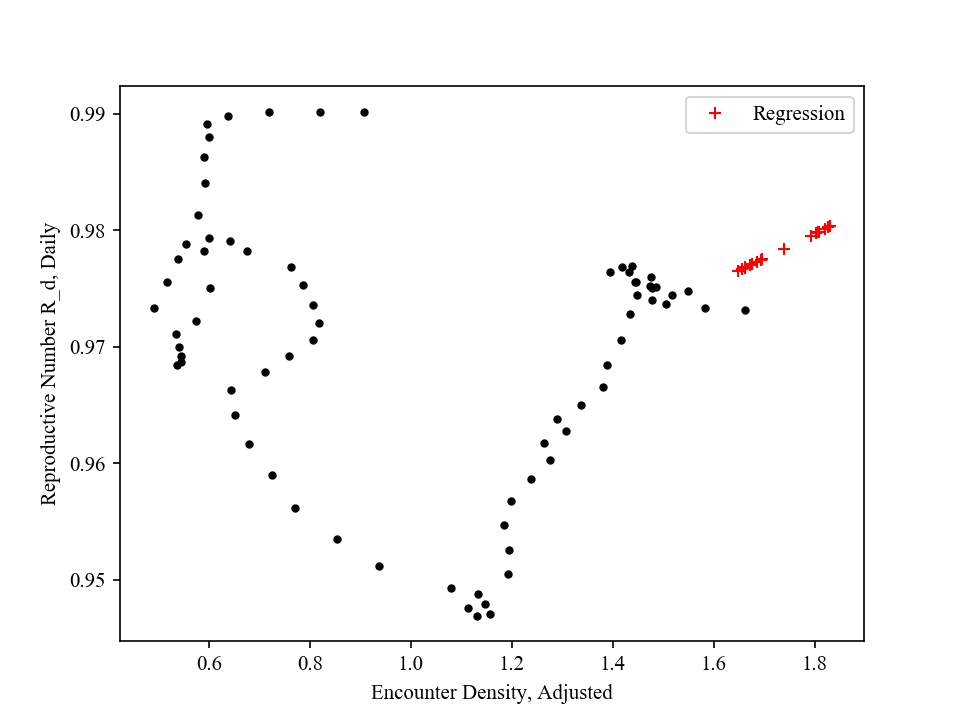 Regression
0.99
0.98
0.97
0.96
0.95
Reproductive Number R_d, Daily
0.6 0.8 1.0 1.2 1.4 1.6 1.8
Encounter Density, Adjusted